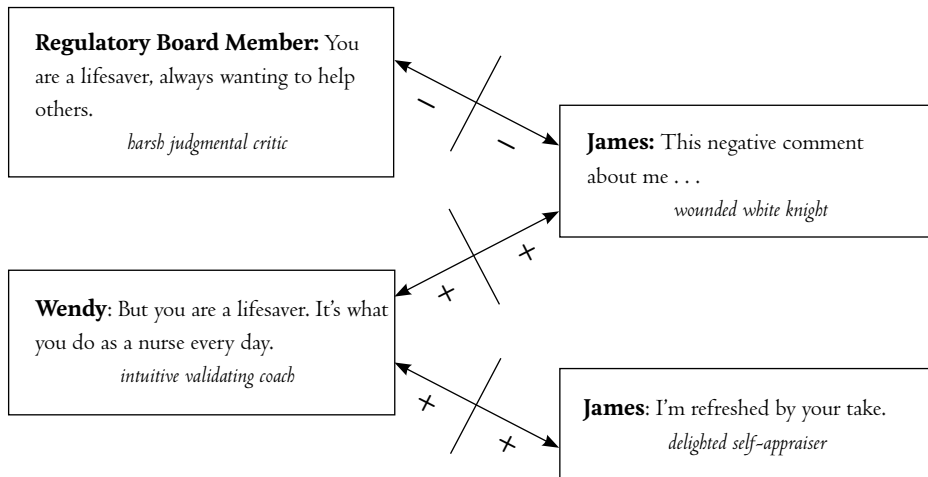 Regulatory Board Member: You
are a lifesaver, always wanting to help
others.
harsh judgmental critic
– –
James: This negative comment
about me . . .
wounded white knight
+ +
Wendy: But you are a lifesaver. It’s what
you do as a nurse every day.
intuitive validating coach
+ +
James: I’m refreshed by your take.
delighted self-appraiser